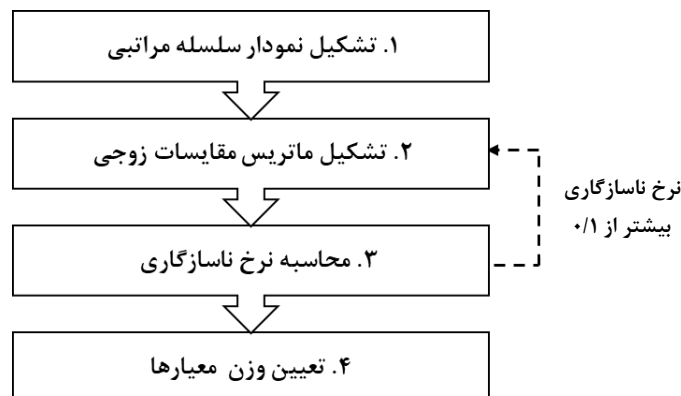 ۱. تشکیل نمودار سلسله مراتبی
۲. تشکیل ماتریس مقایسات زوجی
نرخ ناسازگاری
بیشتر از ۰/۱
۳. محاسبه نرخ ناسازگاری
۴. تعیین وزن معیارها